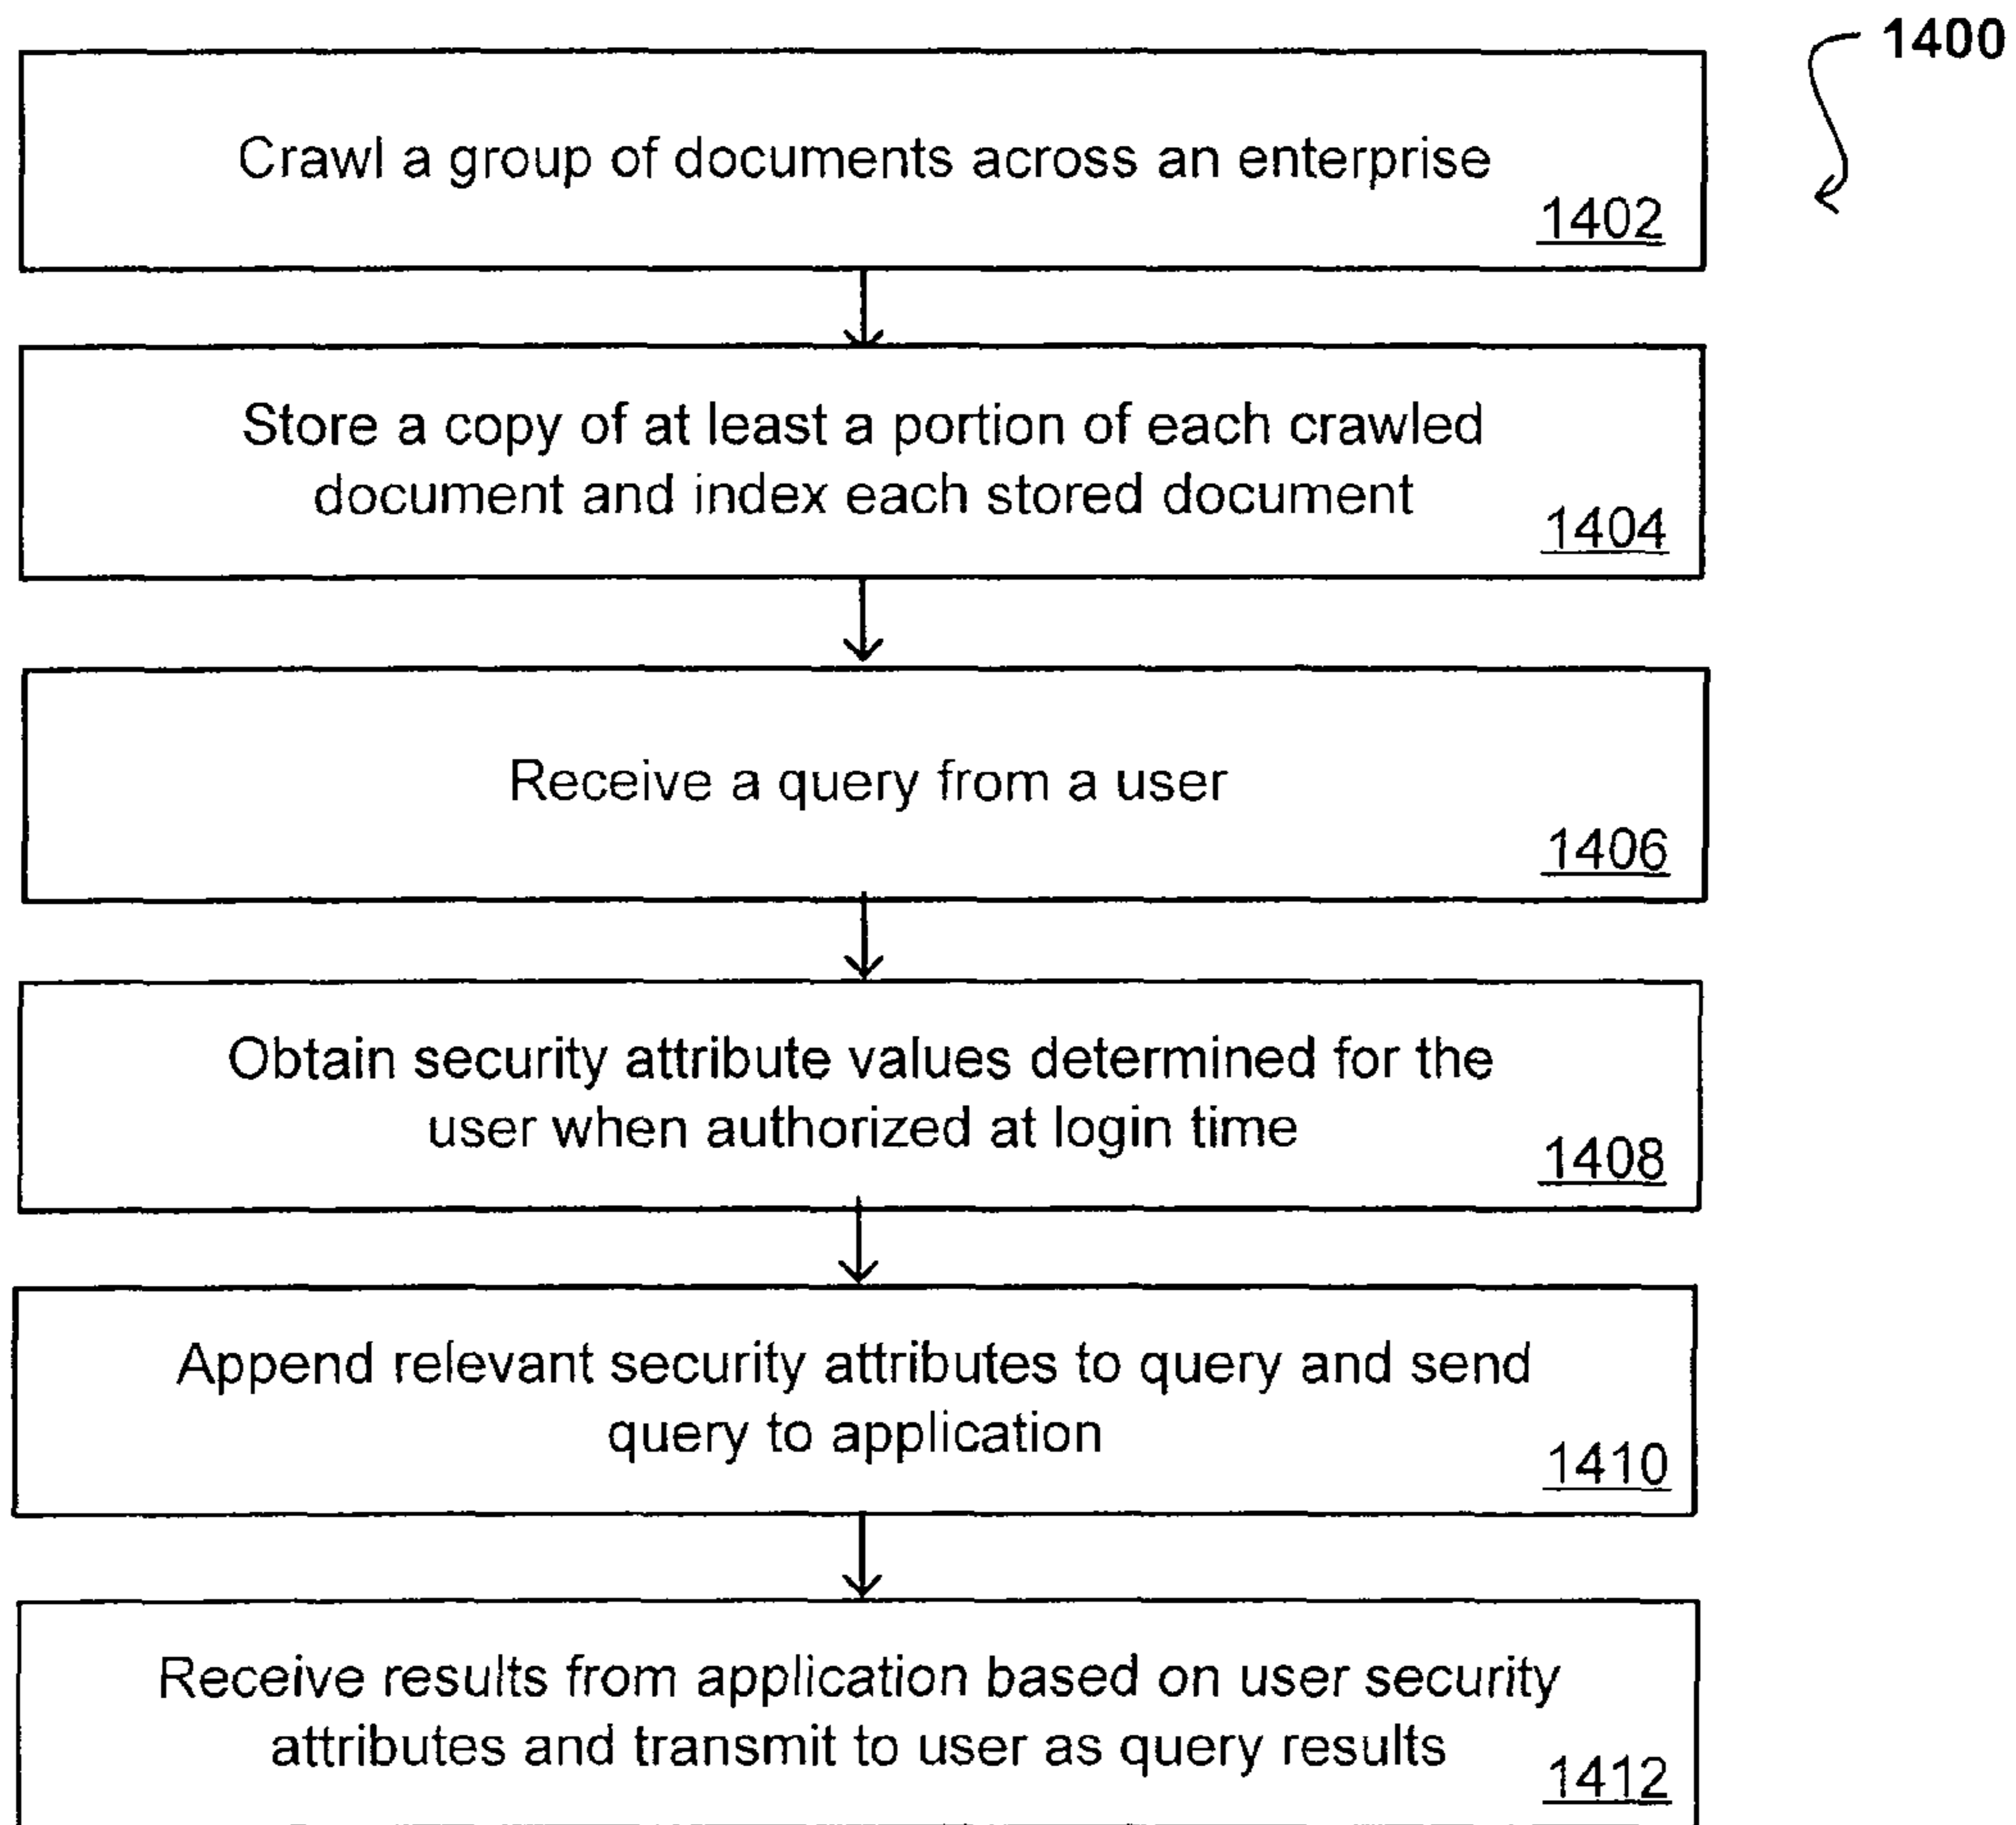 1400
Crawl a group of documents across an enterprise
1402
Store a copy of at least a portion of each crawled
document and index each stored document
1404
Receive a query from a user
1406
Obtain security attribute values determined for the
user when authorized at login time
1408
Append relevant security attributes to query and send
query to application
1410
Receive results from application based on user security
attributes and transmit to user as query results
1412